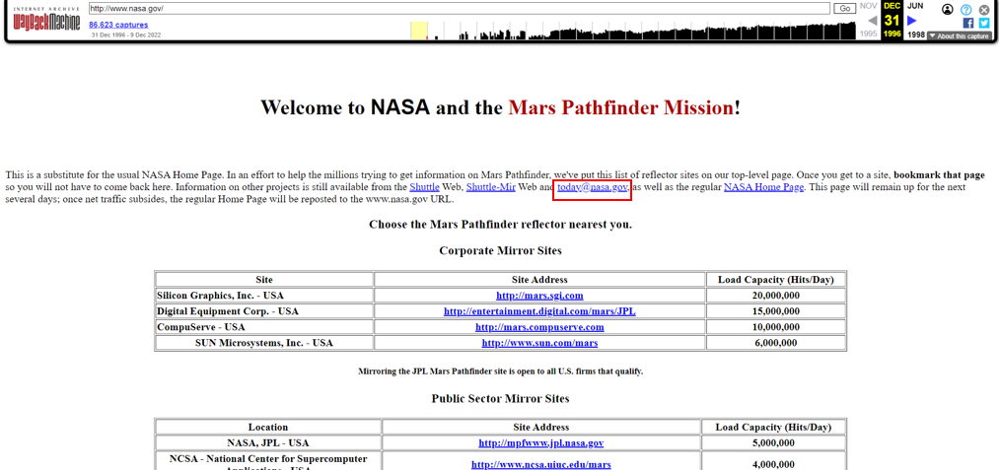 INTERNET ARCHIVE
WayBackMachine
http://www.nasa.gov/
Go
86,623 captures
31 Dec 1996 - 9 Dec 2022
NOV DEC JUN
31
1995 1996 1998
About this capture
Welcome to NASA and the Mars Pathfinder Mission!
This is a substitute for the usual NASA Home Page. In an effort to help the millions trying to get information on Mars Pathfinder, we've put this list of reflector sites on our top-level page. Once you get to a site, bookmark that page
so you will not have to come back here. Information on other projects is still available from the Shuttle Web, Shuttle-Mir Web and today@nasa.gov, as well as the regular NASA Home Page. This page will remain up for the next
several days; once net traffic subsides, the regular Home Page will be reposted to the www.nasa.gov URL.
Choose the Mars Pathfinder reflector nearest you.
Corporate Mirror Sites
Site Site Address Load Capacity (Hits/Day)
Silicon Graphics, Inc. - USA http://mars.sgi.com 20,000,000
Digital Equipment Corp. - USA http://entertainment.digital.com/mars/JPL 15,000,000
CompuServe - USA http://mars.compuserve.com 10,000,000
SUN Microsystems, Inc. - USA http://www.sun.com/mars 6,000,000
Mirroring the JPL Mars Pathfinder site is open to all U.S. firms that qualify.
Public Sector Mirror Sites
Location Site Address Load Capacity (Hits/Day)
NASA, JPL - USA http://mpfwww.jpl.nasa.gov 5,000,000
NCSA - National Center for Supercomputer
Applications - USA http://www.ncsa.uiuc.edu/mars 4,000,000